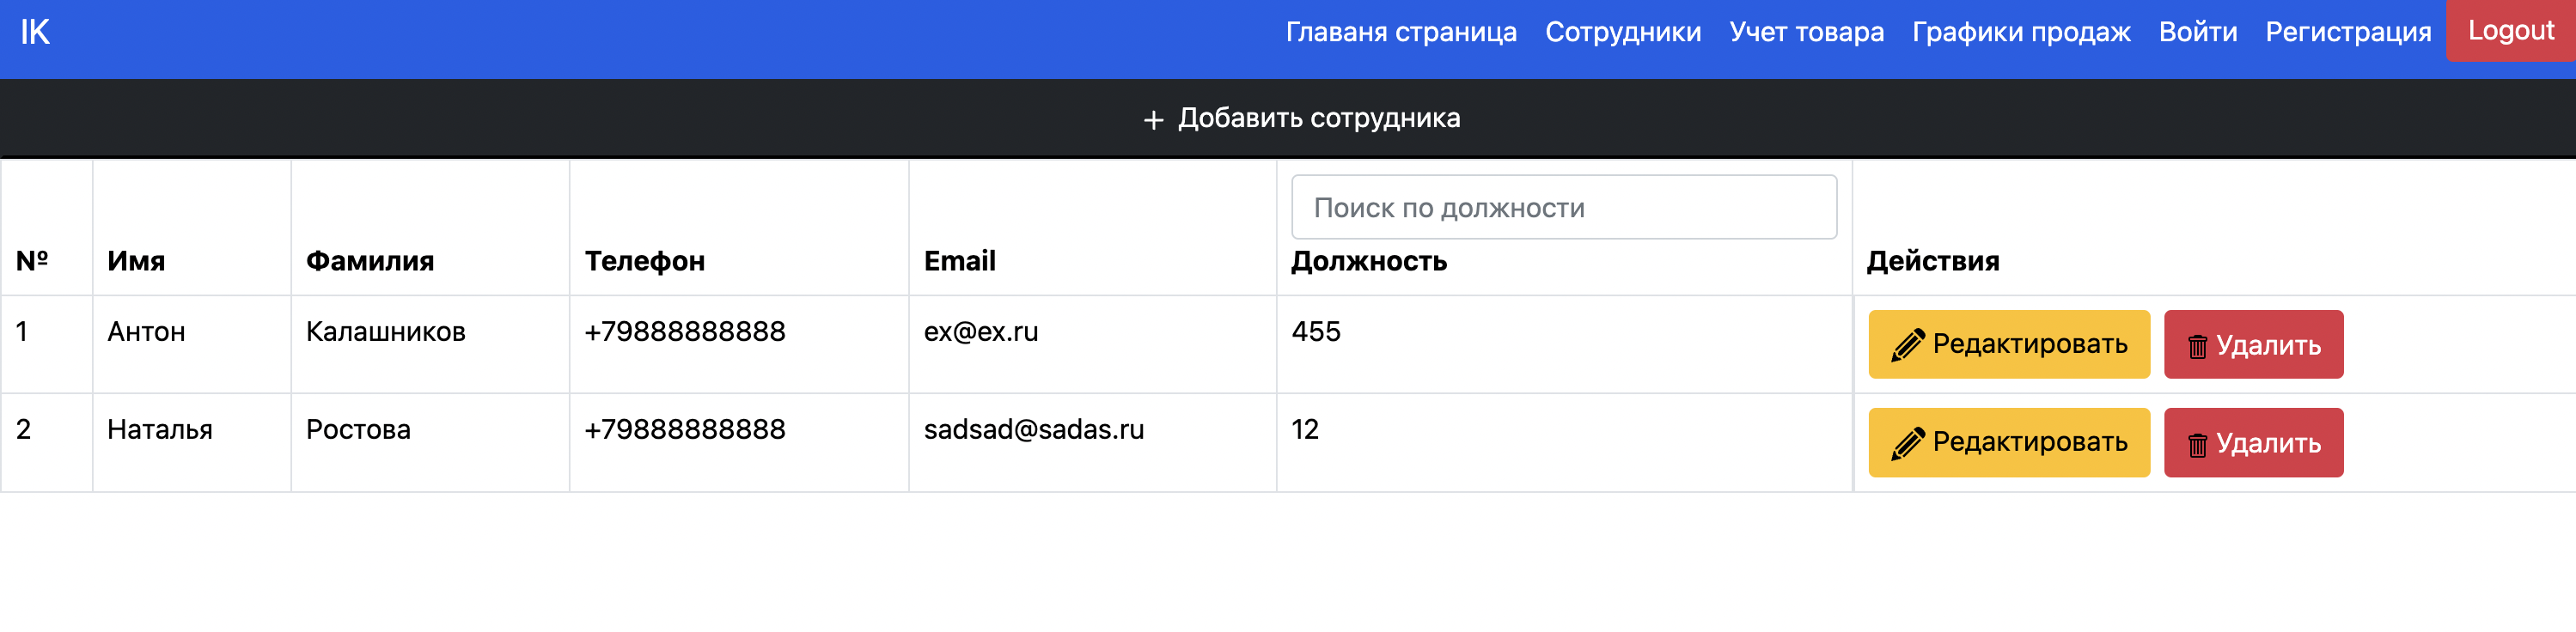 IK Главаня страница Сотрудники Учет товара Графики продаж Войти Регистрация Logout
+ Добавить сотрудника
Поиск по должности
№ Имя Фамилия Телефон Email Должность Действия
1 Антон Калашников +79888888888 ex@ex.ru 455 Редактировать Удалить
2 Наталья Ростова +79888888888 sadsad@sadas.ru 12 Редактировать Удалить